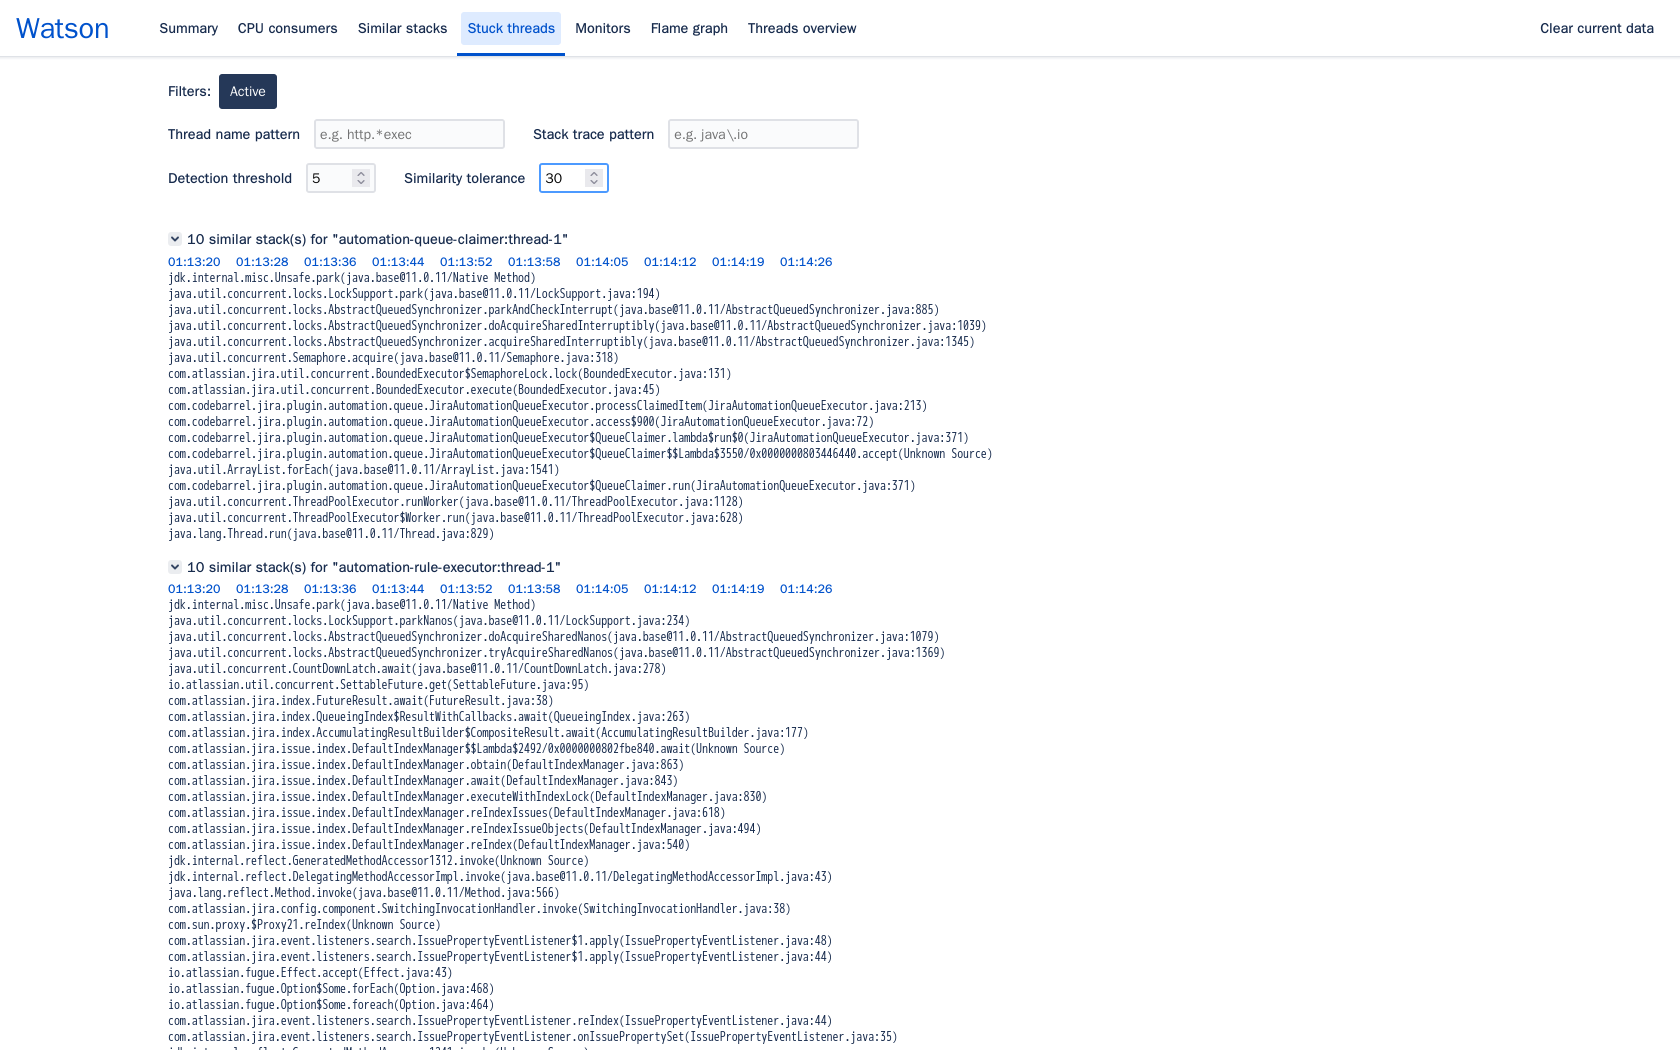 Watson
Summary CPU consumers Similar stacks Stuck threads Monitors Flame graph Threads overview Clear current data
Filters: Active
Thread name pattern e.g. http.*exec Stack trace pattern e.g. java\.io
Detection threshold 5 Similarity tolerance 30
10 similar stack(s) for "automation-queue-claimer:thread-1"
01:13:20 01:13:28 01:13:36 01:13:44 01:13:52 01:13:58 01:14:05 01:14:12 01:14:19 01:14:26
jdk.internal.misc.Unsafe.park(java.base@11.0.11/Native Method)
java.util.concurrent.locks.LockSupport.park(java.base@11.0.11/LockSupport.java:194)
java.util.concurrent.locks.AbstractQueuedSynchronizer.parkAndCheckInterrupt(java.base@11.0.11/AbstractQueuedSynchronizer.java:885)
java.util.concurrent.locks.AbstractQueuedSynchronizer.doAcquireSharedInterruptibly(java.base@11.0.11/AbstractQueuedSynchronizer.java:1039)
java.util.concurrent.locks.AbstractQueuedSynchronizer.acquireSharedInterruptibly(java.base@11.0.11/AbstractQueuedSynchronizer.java:1345)
java.util.concurrent.Semaphore.acquire(java.base@11.0.11/Semaphore.java:318)
com.atlassian.jira.util.concurrent.BoundedExecutor$SemaphoreLock.lock(BoundedExecutor.java:131)
com.atlassian.jira.util.concurrent.BoundedExecutor.execute(BoundedExecutor.java:45)
com.codebarrel.jira.plugin.automation.queue.JiraAutomationQueueExecutor.processClaimedItem(JiraAutomationQueueExecutor.java:213)
com.codebarrel.jira.plugin.automation.queue.JiraAutomationQueueExecutor.access$900(JiraAutomationQueueExecutor.java:72)
com.codebarrel.jira.plugin.automation.queue.JiraAutomationQueueExecutor$QueueClaimer.lambda$run$0(JiraAutomationQueueExecutor.java:371)
com.codebarrel.jira.plugin.automation.queue.JiraAutomationQueueExecutor$QueueClaimer$$Lambda$3550/0x0000000803446440.accept(Unknown Source)
java.util.ArrayList.forEach(java.base@11.0.11/ArrayList.java:1541)
com.codebarrel.jira.plugin.automation.queue.JiraAutomationQueueExecutor$QueueClaimer.run(JiraAutomationQueueExecutor.java:371)
java.util.concurrent.ThreadPoolExecutor.runWorker(java.base@11.0.11/ThreadPoolExecutor.java:1128)
java.util.concurrent.ThreadPoolExecutor$Worker.run(java.base@11.0.11/ThreadPoolExecutor.java:628)
java.lang.Thread.run(java.base@11.0.11/Thread.java:829)
10 similar stack(s) for "automation-rule-executor:thread-1"
01:13:20 01:13:28 01:13:36 01:13:44 01:13:52 01:13:58 01:14:05 01:14:12 01:14:19 01:14:26
jdk.internal.misc.Unsafe.park(java.base@11.0.11/Native Method)
java.util.concurrent.locks.LockSupport.parkNanos(java.base@11.0.11/LockSupport.java:234)
java.util.concurrent.locks.AbstractQueuedSynchronizer.doAcquireSharedNanos(java.base@11.0.11/AbstractQueuedSynchronizer.java:1079)
java.util.concurrent.locks.AbstractQueuedSynchronizer.tryAcquireSharedNanos(java.base@11.0.11/AbstractQueuedSynchronizer.java:1369)
java.util.concurrent.CountDownLatch.await(java.base@11.0.11/CountDownLatch.java:278)
io.atlassian.util.concurrent.SettableFuture.get(SettableFuture.java:95)
com.atlassian.jira.index.FutureResult.await(FutureResult.java:38)
com.atlassian.jira.index.QueueingIndex$ResultWithCallbacks.await(QueueingIndex.java:263)
com.atlassian.jira.index.AccumulatingResultBuilder$CompositeResult.await(AccumulatingResultBuilder.java:177)
com.atlassian.jira.issue.index.DefaultIndexManager$$Lambda$2492/0x0000000802fbe840.await(Unknown Source)
com.atlassian.jira.issue.index.DefaultIndexManager.obtain(DefaultIndexManager.java:863)
com.atlassian.jira.issue.index.DefaultIndexManager.await(DefaultIndexManager.java:843)
com.atlassian.jira.issue.index.DefaultIndexManager.executeWithIndexLock(DefaultIndexManager.java:830)
com.atlassian.jira.issue.index.DefaultIndexManager.reIndexIssues(DefaultIndexManager.java:618)
com.atlassian.jira.issue.index.DefaultIndexManager.reIndexIssueObjects(DefaultIndexManager.java:494)
com.atlassian.jira.issue.index.DefaultIndexManager.reIndex(DefaultIndexManager.java:540)
jdk.internal.reflect.GeneratedMethodAccessor1312.invoke(Unknown Source)
jdk.internal.reflect.DelegatingMethodAccessorImpl.invoke(java.base@11.0.11/DelegatingMethodAccessorImpl.java:43)
java.lang.reflect.Method.invoke(java.base@11.0.11/Method.java:566)
com.atlassian.jira.config.component.SwitchingInvocationHandler.invoke(SwitchingInvocationHandler.java:38)
com.sun.proxy.$Proxy21.reIndex(Unknown Source)
com.atlassian.jira.event.listeners.search.IssuePropertyEventListener$1.apply(IssuePropertyEventListener.java:48)
com.atlassian.jira.event.listeners.search.IssuePropertyEventListener$1.apply(IssuePropertyEventListener.java:44)
io.atlassian.fugue.Effect.accept(Effect.java:43)
io.atlassian.fugue.Option$Some.forEach(Option.java:468)
io.atlassian.fugue.Option$Some.foreach(Option.java:464)
com.atlassian.jira.event.listeners.search.IssuePropertyEventListener.reIndex(IssuePropertyEventListener.java:44)
com.atlassian.jira.event.listeners.search.IssuePropertyEventListener.onIssuePropertySet(IssuePropertyEventListener.java:35)